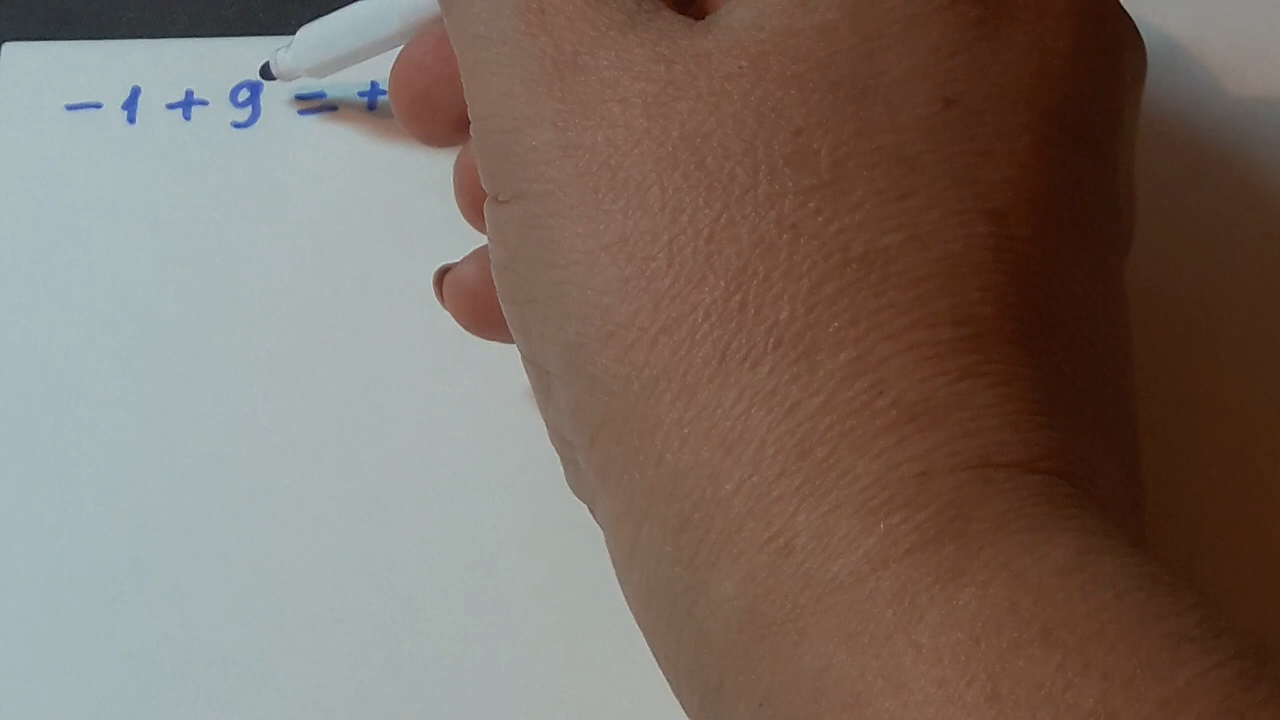 -1 + 9 = +